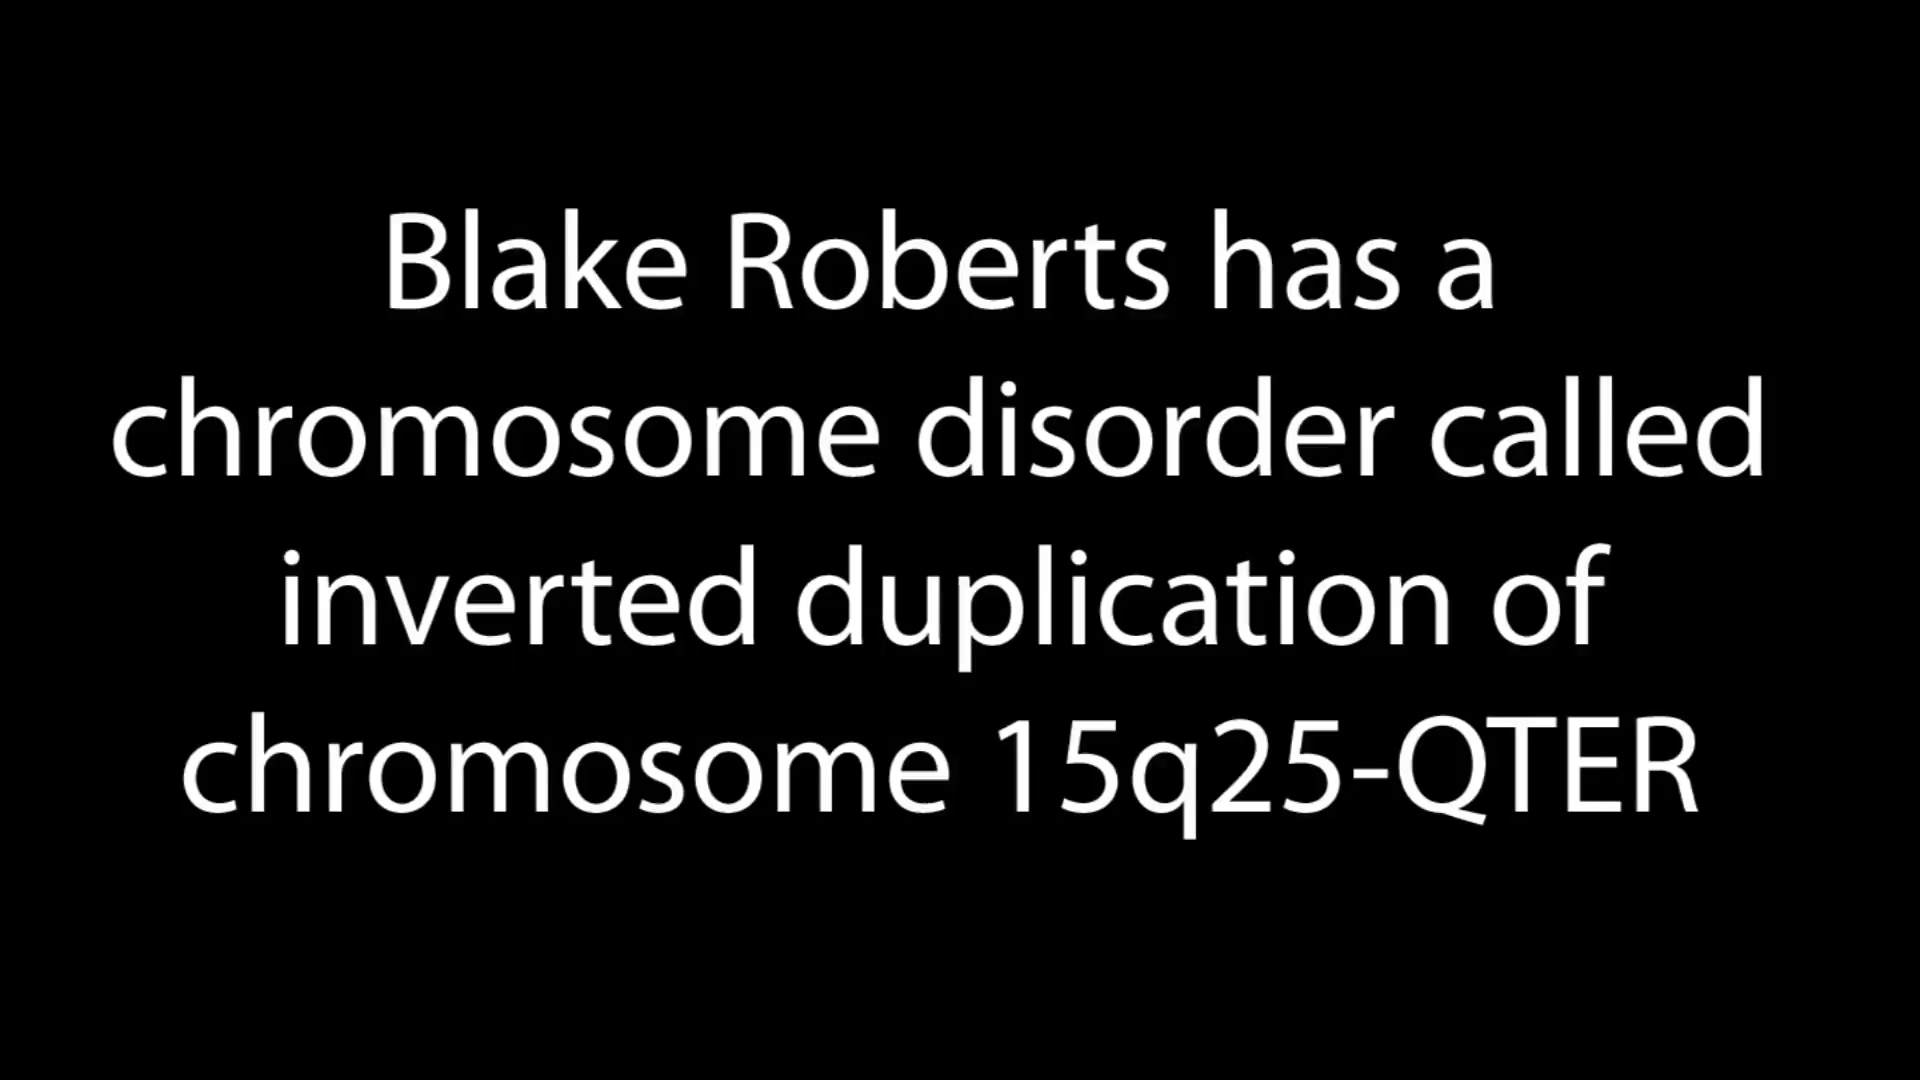 Blake Roberts has a
chromosome disorder called
inverted duplication of
chromosome 15q25-QTER